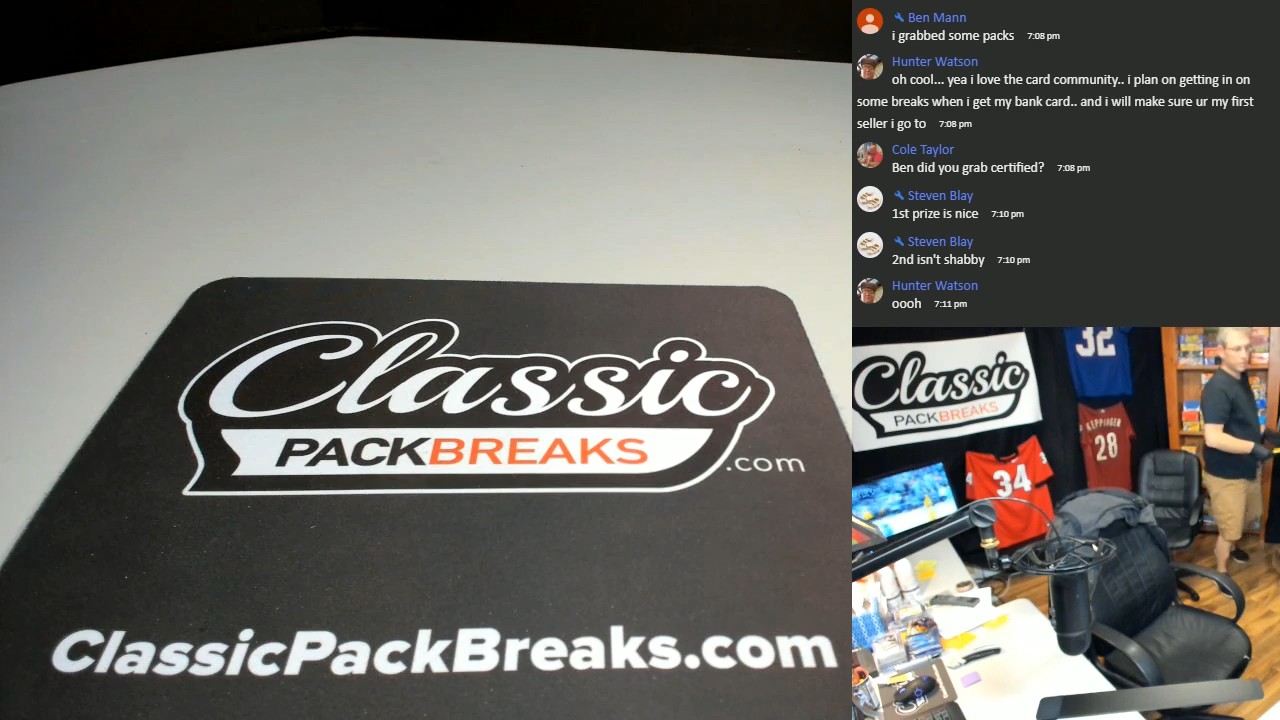 Ben Mann
i grabbed some packs 7:08 pm
Hunter Watson
oh cool... yea i love the card community.. i plan on getting in on
some breaks when i get my bank card.. and i will make sure ur my first
seller i go to 7:08 pm
Cole Taylor
Ben did you grab certified? 7:08 pm
Steven Blay
1st prize is nice 7:10 pm
Steven Blay
2nd isn't shabby 7:10 pm
Hunter Watson
oooh 7:11 pm
Classic
PACKBREAKS
.com
ClassicPackBreaks.com
Classic
PACKBREAKS
32
KEPPINGER
28
34